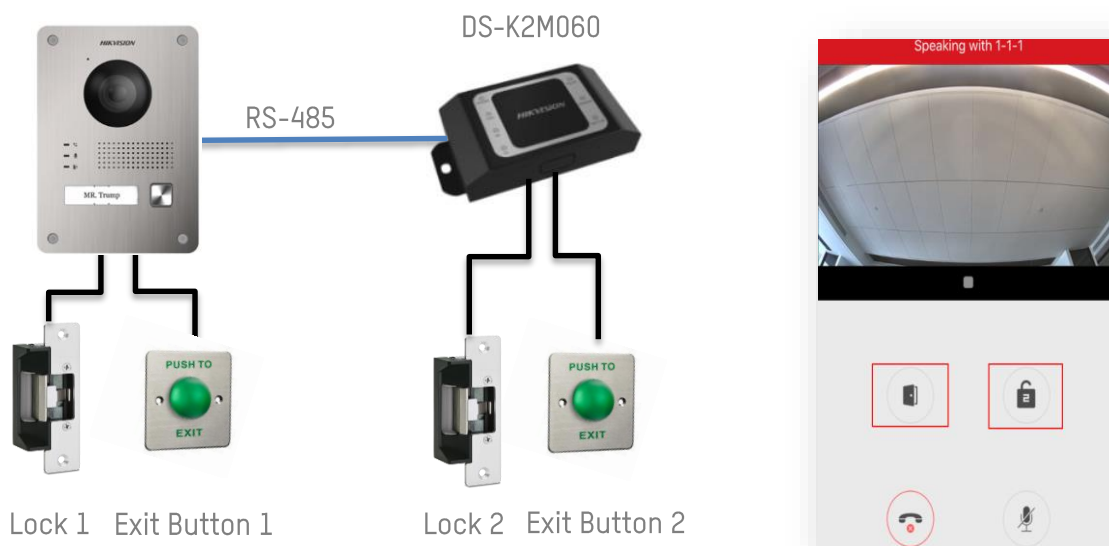 DS-K2M060
HIKVISION
RS-485
HIKVISION
MR. Trump
PUSH TO
EXIT
PUSH TO
EXIT
Lock 1
Exit Button 1
Lock 2
Exit Button 2
Speaking with 1-1-1
2